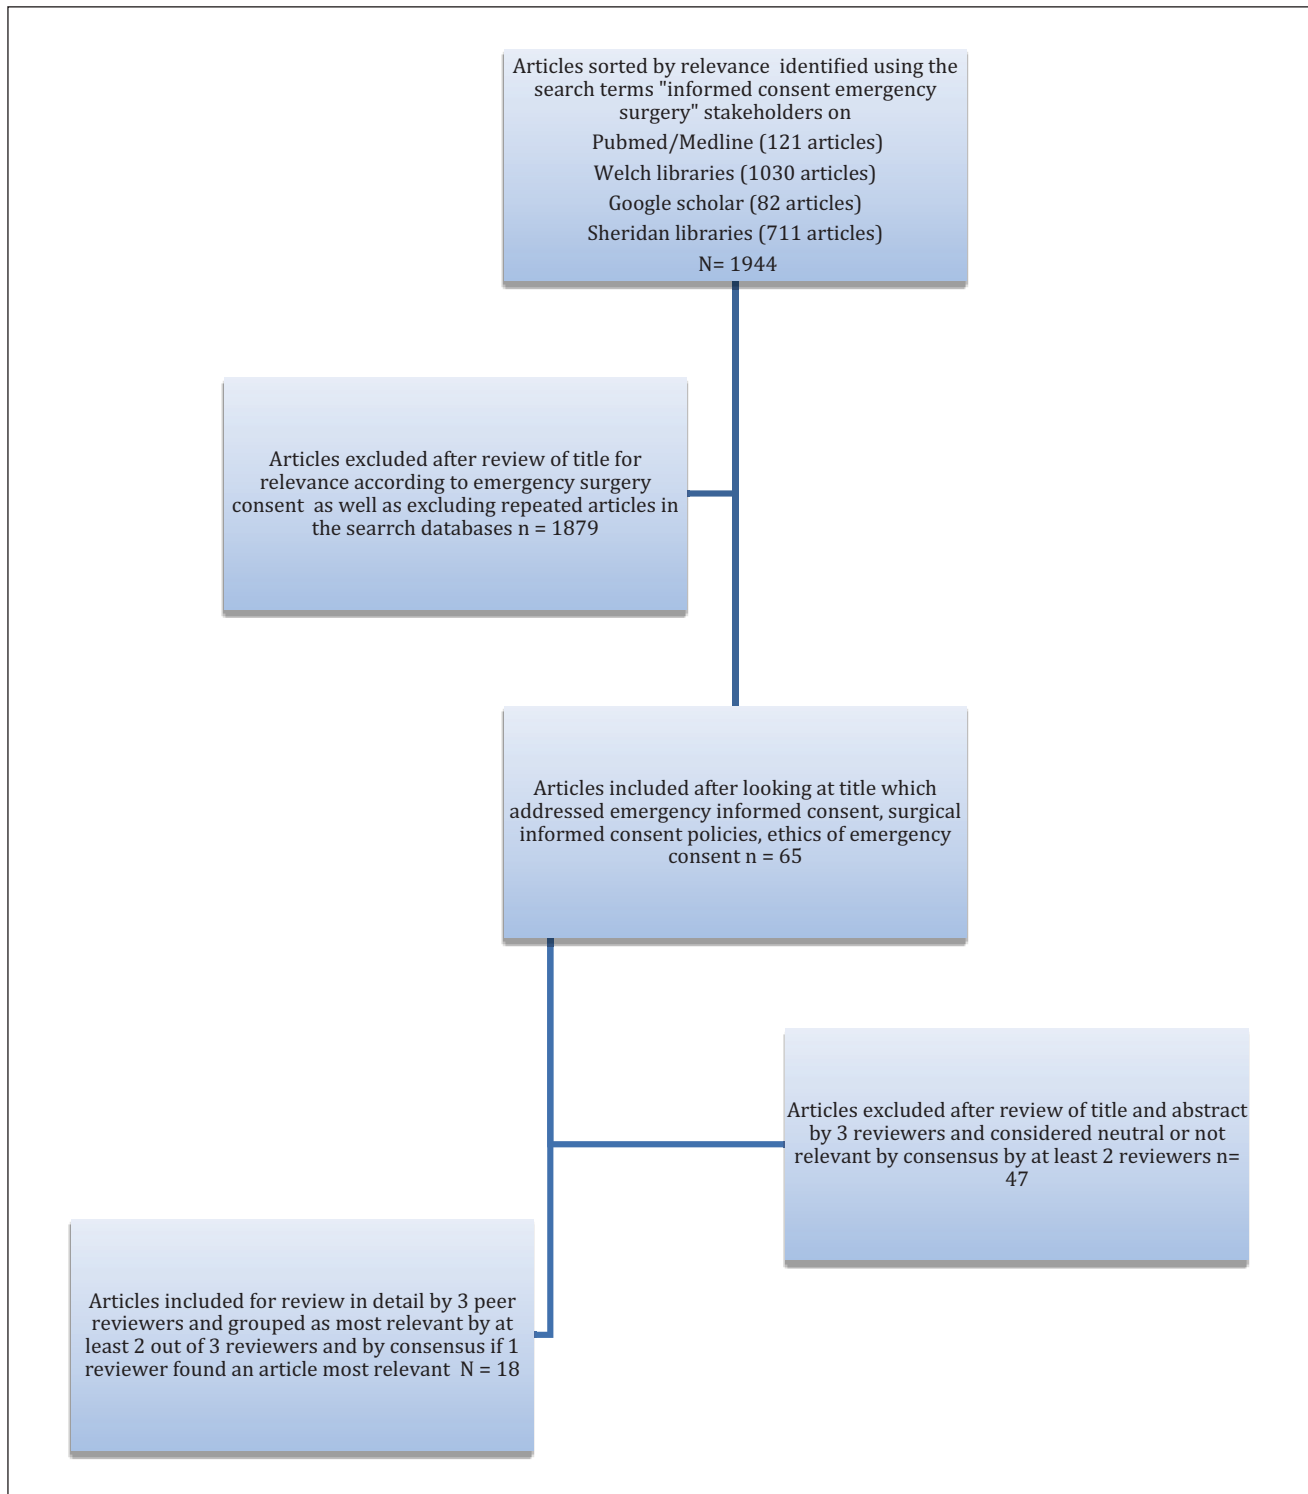 Articles sorted by relevance  identified using the
search terms "informed consent emergency
surgery" stakeholders on
Pubmed/Medline (121 articles)
Welch libraries (1030 articles)
Google scholar (82 articles)
Sheridan libraries (711 articles)
N= 1944
Articles excluded after review of title for
relevance according to emergency surgery
consent  as well as excluding repeated articles in
the searrch databases n = 1879
Articles included after looking at title which
addressed emergency informed consent, surgical
informed consent policies, ethics of emergency
consent n = 65
Articles excluded after review of title and abstract
by 3 reviewers and considered neutral or not
relevant by consensus by at least 2 reviewers n=
47
Articles included for review in detail by 3 peer
reviewers and grouped as most relevant by at
least 2 out of 3 reviewers and by consensus if 1
reviewer found an article most relevant  N = 18